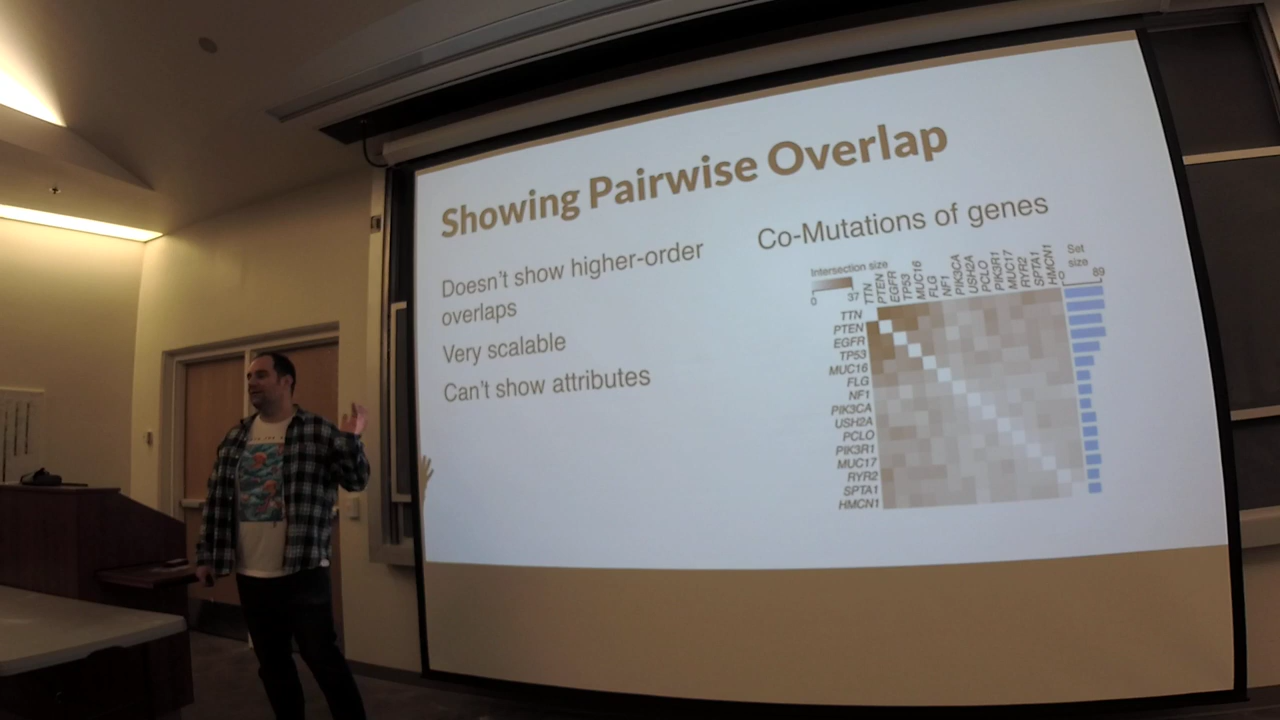 Showing Pairwise Overlap
Doesn't show higher-order
overlaps
Very scalable
Can't show attributes
Co-Mutations of genes
Intersection size
0 37
Set
size
0 89
TTN PTEN EGFR TP53 MUC16 FLG NF1 PIK3CA USH2A PCLO PIK3R1 MUC17 RYR2 SPTA1 HMCN1
TTN
PTEN
EGFR
TP53
MUC16
FLG
NF1
PIK3CA
USH2A
PCLO
PIK3R1
MUC17
RYR2
SPTA1
HMCN1